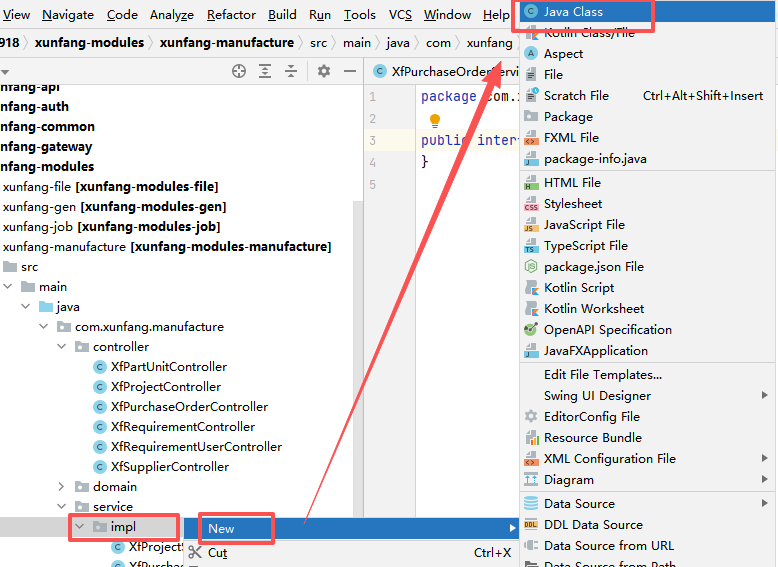 View Navigate Code Analyze Refactor Build Run Tools VCS Window Help
918 xunfang-modules xunfang-manufacture src main java com xunfang
XfPurchaseOrderServi
1 package com.
2
3 public inter
4 }
5
nfang-api
nfang-auth
nfang-common
nfang-gateway
nfang-modules
xunfang-file [xunfang-modules-file]
xunfang-gen [xunfang-modules-gen]
xunfang-job [xunfang-modules-job]
xunfang-manufacture [xunfang-modules-manufacture]
src
main
java
com.xunfang.manufacture
controller
XfPartUnitController
XfProjectController
XfPurchaseOrderController
XfRequirementController
XfRequirementUserController
XfSupplierController
domain
service
impl
XfProjectS
XfPurchase
New
Cut Ctrl+X
Java Class
Kotlin Class/File
Aspect
File
Scratch File Ctrl+Alt+Shift+Insert
Package
FXML File
package-info.java
HTML File
Stylesheet
JavaScript File
TypeScript File
package.json File
Kotlin Script
Kotlin Worksheet
OpenAPI Specification
JavaFXApplication
Edit File Templates...
Swing UI Designer
EditorConfig File
Resource Bundle
XML Configuration File
Diagram
Data Source
DDL Data Source
Data Source from URL
Data Source from Path